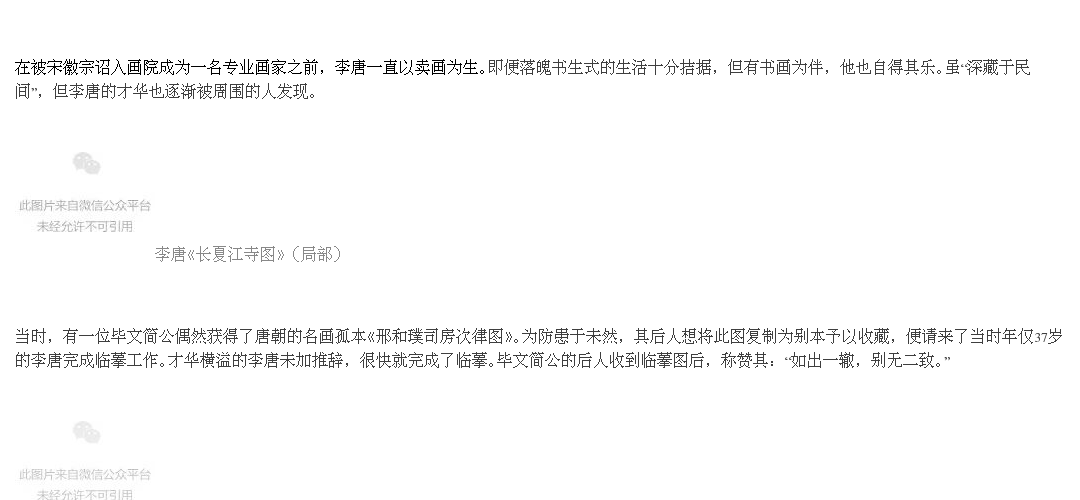 在被宋徽宗诏入画院成为一名专业画家之前，李唐一直以卖画为生。即便落魄书生式的生活十分拮据，但有书画为伴，他也自得其乐。虽“深藏于民
间”，但李唐的才华也逐渐被周围的人发现。
此图片来自微信公众平台
未经允许不可引用
李唐《长夏江寺图》（局部）
当时，有一位毕文简公偶然获得了唐朝的名画孤本《邢和璞司房次律图》。为防患于未然，其后人想将此图复制为别本予以收藏，便请来了当时年仅37岁
的李唐完成临摹工作。才华横溢的李唐未加推辞，很快就完成了临摹。毕文简公的后人收到临摹图后，称赞其：“如出一辙，别无二致。”
此图片来自微信公众平台
未经允许不可引用